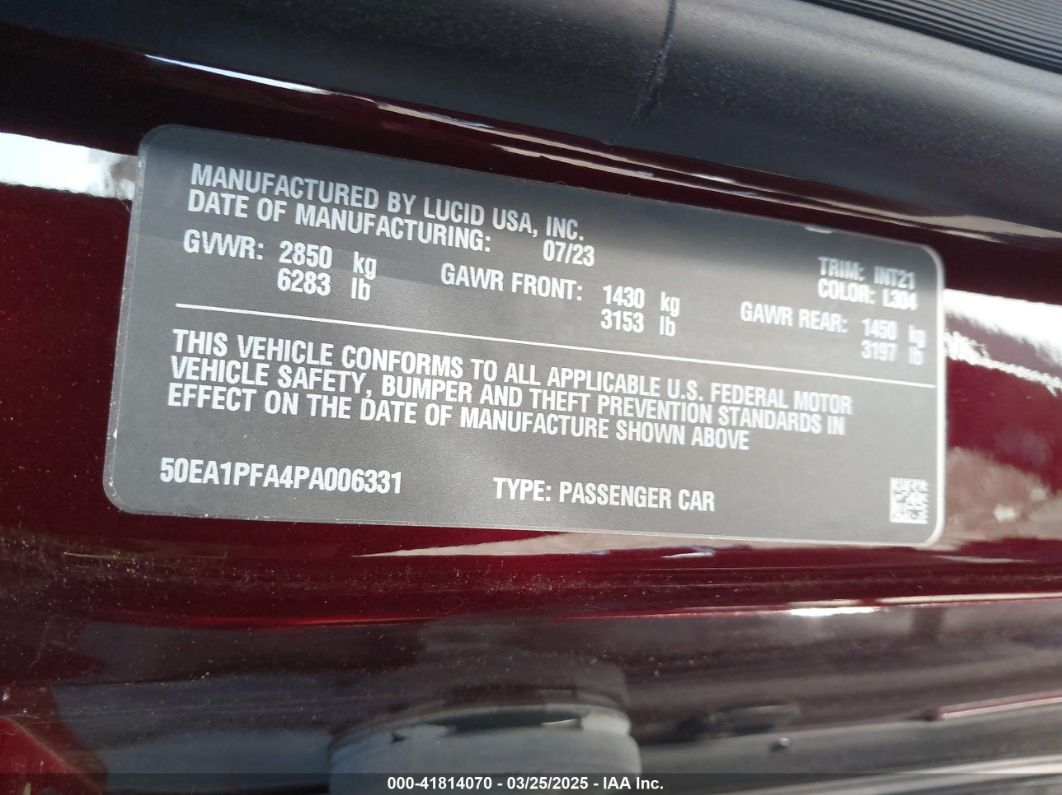 MANUFACTURED BY LUCID USA, INC.
DATE OF MANUFACTURING: 07/23
TRIM: INT21
COLOR: L304
GVWR: 2850 kg
6283 lb
GAWR FRONT: 1430 kg
3153 lb
GAWR REAR: 1450 kg
3197 lb
THIS VEHICLE CONFORMS TO ALL APPLICABLE U.S. FEDERAL MOTOR
VEHICLE SAFETY, BUMPER AND THEFT PREVENTION STANDARDS IN
EFFECT ON THE DATE OF MANUFACTURE SHOWN ABOVE
50EA1PFA4PA006331 TYPE: PASSENGER CAR
000-41814070 - 03/25/2025 - IAA Inc.